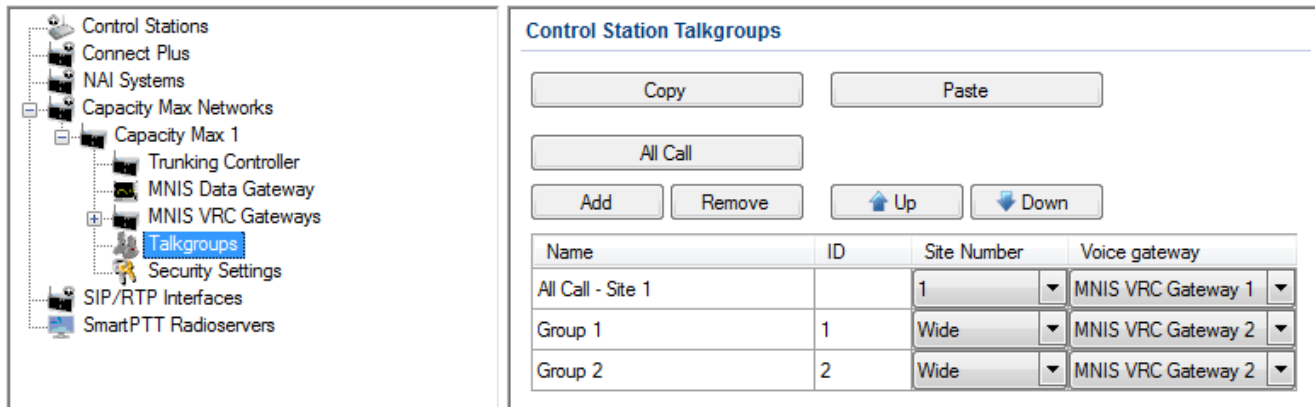 Control Stations
Connect Plus
NAI Systems
Capacity Max Networks
Capacity Max 1
Trunking Controller
MNIS Data Gateway
MNIS VRC Gateways
Talkgroups
Security Settings
SIP/RTP Interfaces
SmartPTT Radioservers
Control Station Talkgroups
Copy Paste
All Call
Add Remove Up Down
Name ID Site Number Voice gateway
All Call - Site 1 1 MNIS VRC Gateway 1
Group 1 1 Wide MNIS VRC Gateway 2
Group 2 2 Wide MNIS VRC Gateway 2